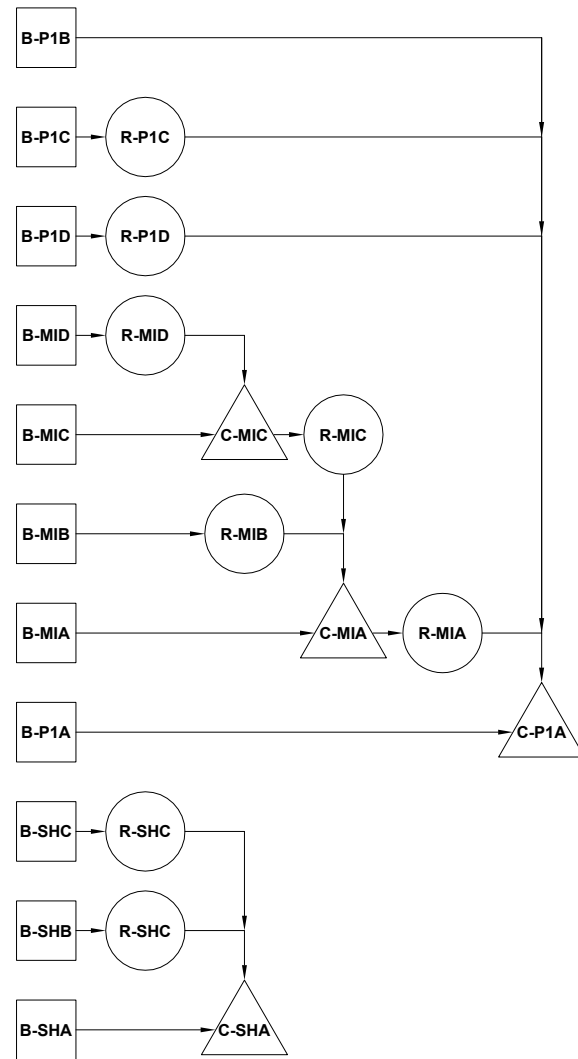 B-P1B
B-P1C R-P1C
B-P1D R-P1D
B-MID R-MID
B-MIC C-MIC R-MIC
B-MIB R-MIB
B-MIA C-MIA R-MIA
B-P1A C-P1A
B-SHC R-SHC
B-SHB R-SHC
B-SHA C-SHA